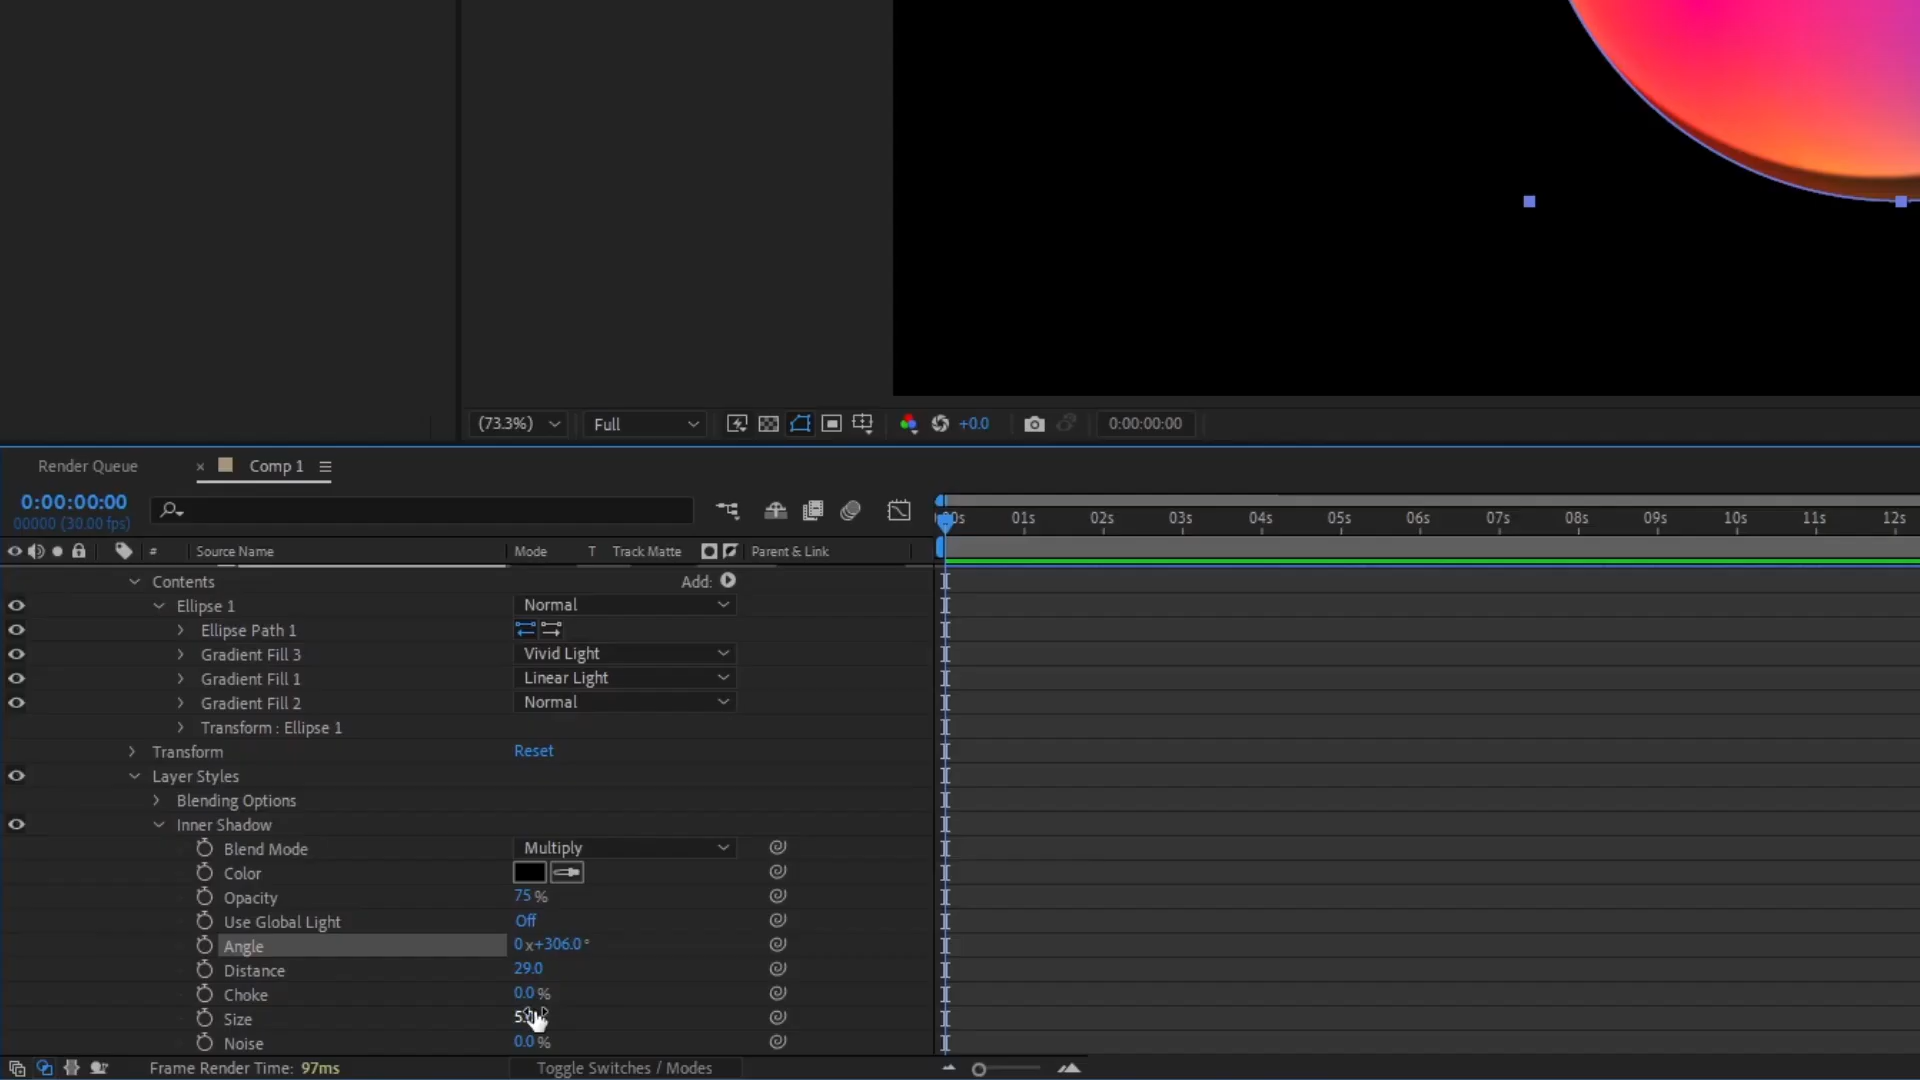 (73.3%) Full +0.0 0:00:00:00
Render Queue × Comp 1
0:00:00:00
00000 (30.00 fps)
01s 02s 03s 04s 05s 06s 07s 08s 09s 10s 11s 12s
# Source Name Mode T Track Matte Parent & Link
Contents Add:
Ellipse 1 Normal
Ellipse Path 1
Gradient Fill 3 Vivid Light
Gradient Fill 1 Linear Light
Gradient Fill 2 Normal
Transform : Ellipse 1
Transform Reset
Layer Styles
Blending Options
Inner Shadow
Blend Mode Multiply
Color
Opacity 75 %
Use Global Light Off
Angle 0 x+306.0 °
Distance 29.0
Choke 0.0 %
Size
Noise 0.0 %
Frame Render Time: 97ms Toggle Switches / Modes